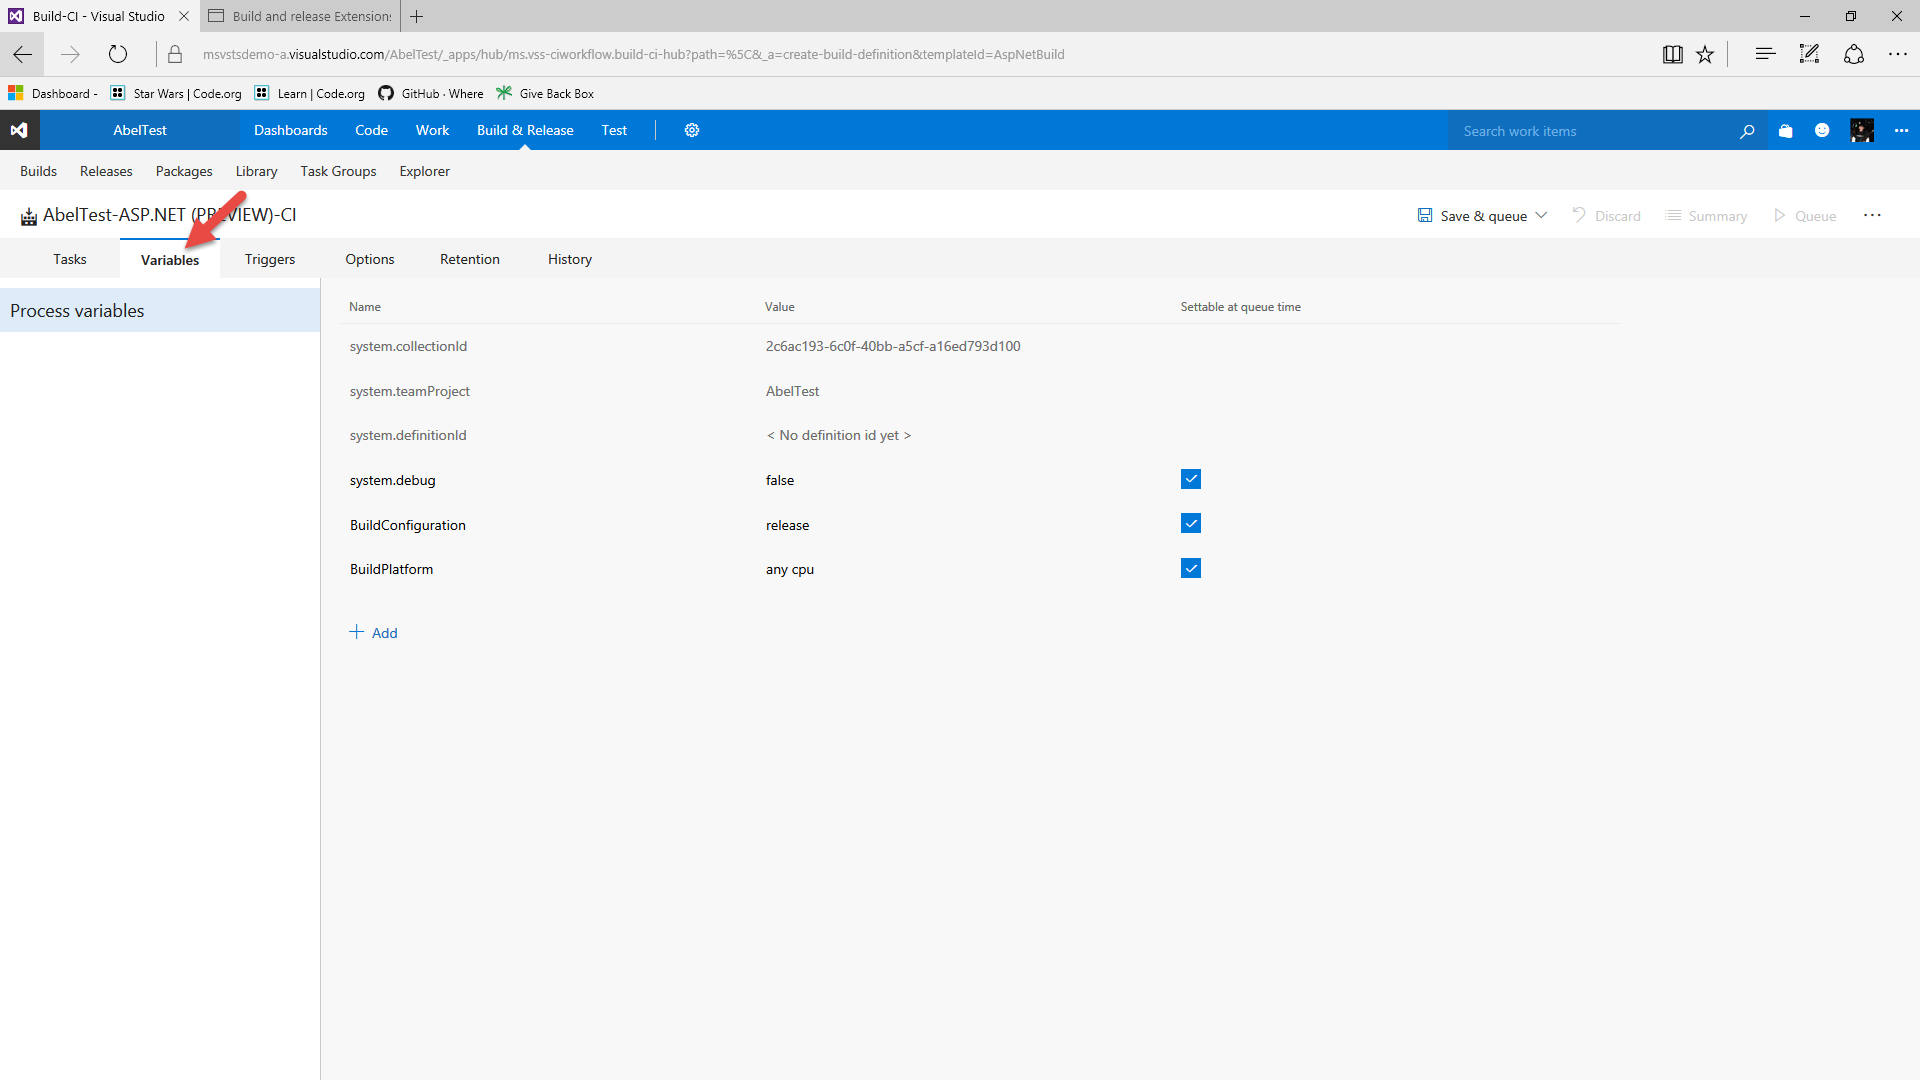 Build-CI - Visual Studio
Build and release Extensions
msvstsdemo-a.visualstudio.com/AbelTest/_apps/hub/ms.vss-ciworkflow.build-ci-hub?path=%5C&_a=create-build-definition&templateId=AspNetBuild
Dashboard - Star Wars | Code.org Learn | Code.org GitHub · Where Give Back Box
AbelTest Dashboards Code Work Build & Release Test Search work items
Builds Releases Packages Library Task Groups Explorer
AbelTest-ASP.NET (PREVIEW)-CI Save & queue Discard Summary Queue
Tasks Variables Triggers Options Retention History
Process variables
Name Value Settable at queue time
system.collectionId 2c6ac193-6c0f-40bb-a5cf-a16ed793d100
system.teamProject AbelTest
system.definitionId < No definition id yet >
system.debug false
BuildConfiguration release
BuildPlatform any cpu
+ Add